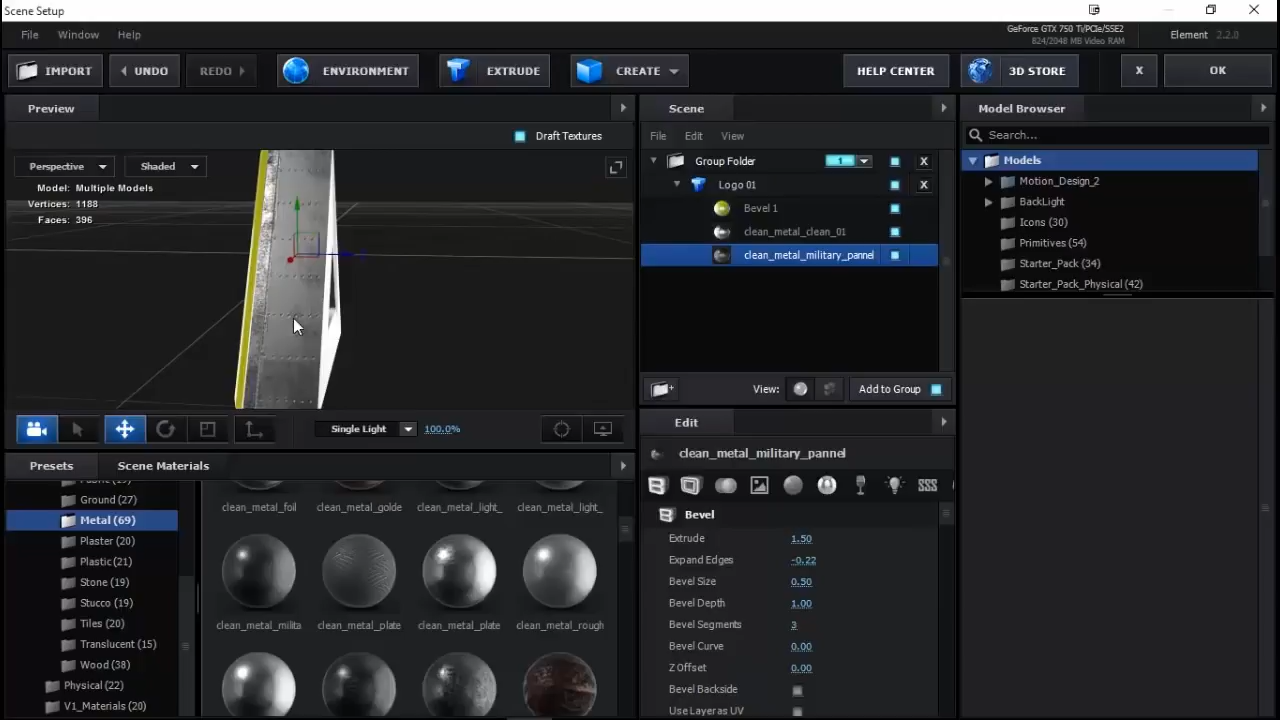 Scene Setup
File Window Help
GeForce GTX 750 Ti/PCIe/SSE2
824/2048 MB Video RAM
Element 2.2.0
IMPORT UNDO REDO ENVIRONMENT EXTRUDE CREATE HELP CENTER 3D STORE X OK
Preview
Draft Textures
Perspective Shaded
Model: Multiple Models
Vertices: 1188
Faces: 396
Single Light 100.0%
Scene
File Edit View
Group Folder 1 X
Logo 01 X
Bevel 1
clean_metal_clean_01
clean_metal_military_pannel
View: Add to Group
Model Browser
Search...
Models
Motion_Design_2
BackLight
Icons (30)
Primitives (54)
Starter_Pack (34)
Starter_Pack_Physical (42)
Presets Scene Materials
Ground (27)
Metal (69)
Plaster (20)
Plastic (21)
Stone (19)
Stucco (19)
Tiles (20)
Translucent (15)
Wood (38)
Physical (22)
V1_Materials (20)
clean_metal_foil clean_metal_golde clean_metal_light_ clean_metal_light_
clean_metal_milita clean_metal_plate clean_metal_plate clean_metal_rough
Edit
clean_metal_military_pannel
Bevel
Extrude 1.50
Expand Edges -0.22
Bevel Size 0.50
Bevel Depth 1.00
Bevel Segments 3
Bevel Curve 0.00
Z Offset 0.00
Bevel Backside
Use Layer as UV